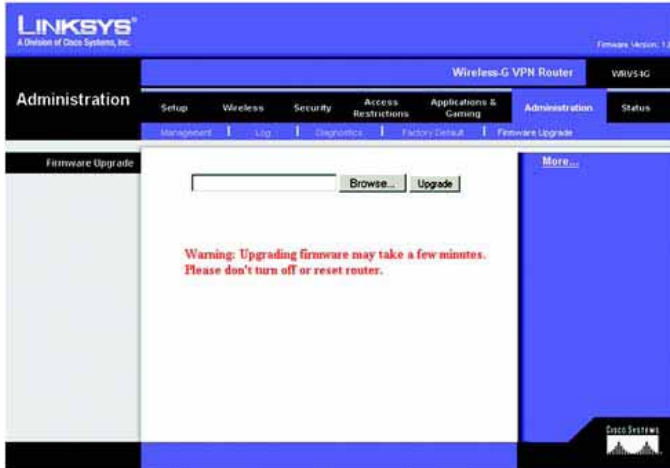 LINKSYS®
A Division of Cisco Systems, Inc.
Firmware Version: 1.
Wireless-G VPN Router WRV54G
Administration
Setup Wireless Security Access Restrictions Applications & Gaming Administration Status
Management Log Diagnostics Factory Default Firmware Upgrade
Firmware Upgrade
More...
Browse... Upgrade
Warning: Upgrading firmware may take a few minutes.
Please don't turn off or reset router.
CISCO SYSTEMS